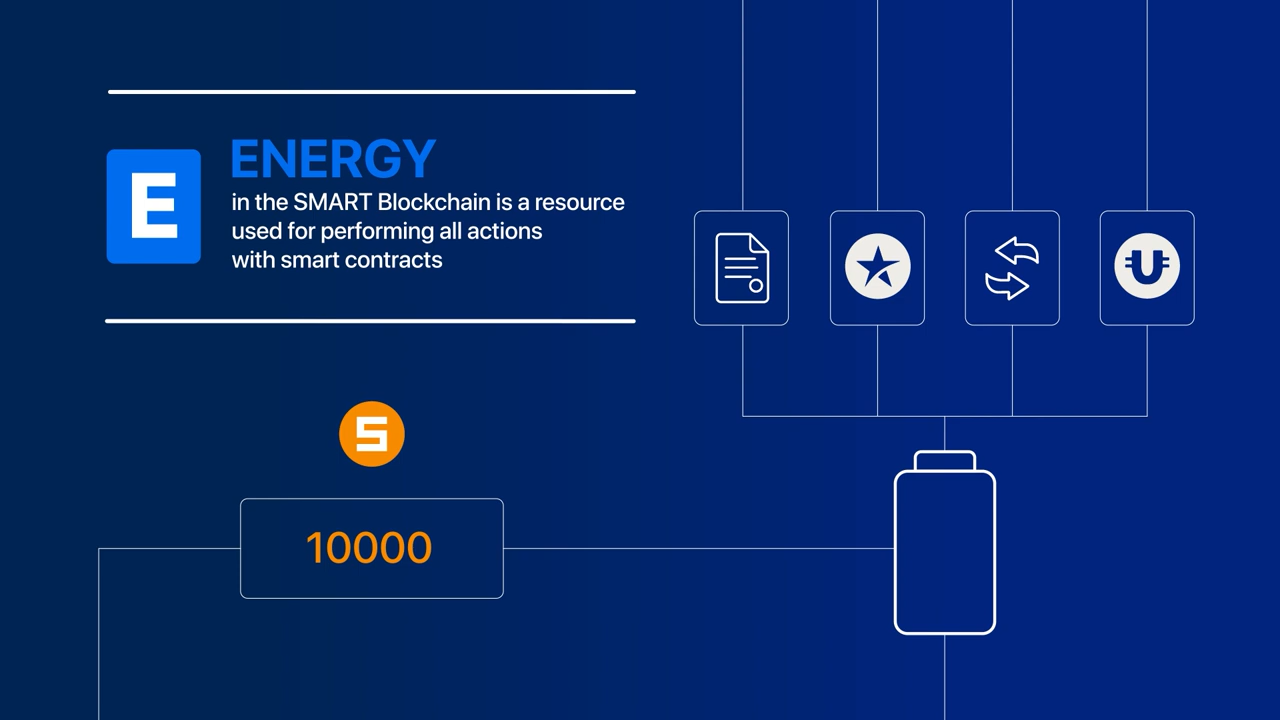 E
ENERGY
in the SMART Blockchain is a resource
used for performing all actions
with smart contracts
S
10000